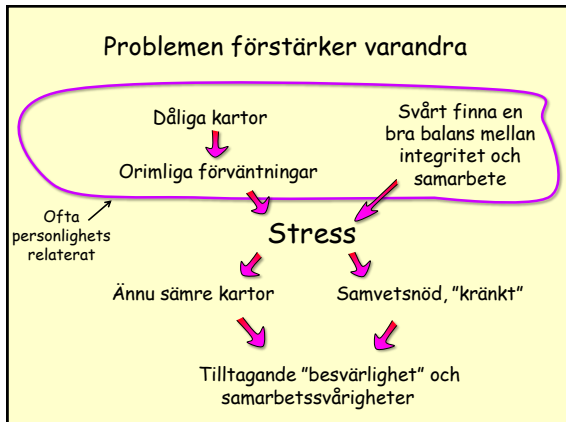 Problemen förstärker varandra
Dåliga kartor
Orimliga förväntningar
Svårt finna en
bra balans mellan
integritet och
samarbete
Ofta
personlighets
relaterat
Stress
Ännu sämre kartor
Samvetsnöd, ”kränkt”
Tilltagande ”besvärlighet” och
samarbetssvårigheter